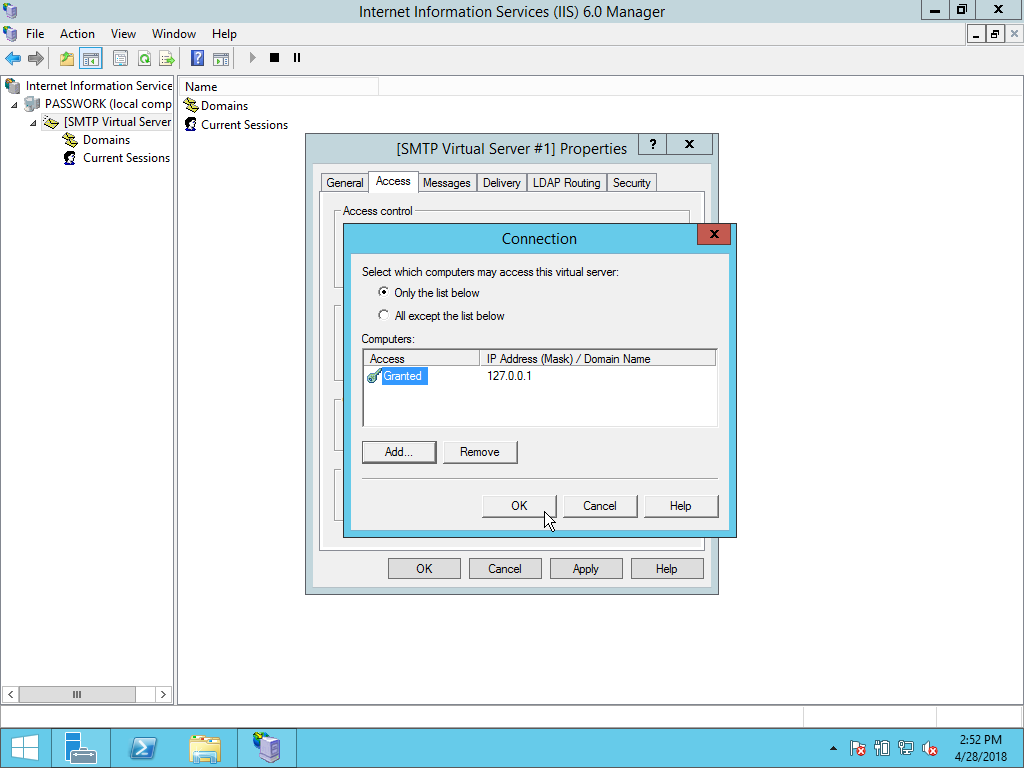 Internet Information Services (IIS) 6.0 Manager
File Action View Window Help
Internet Information Service
PASSWORK (local comp
[SMTP Virtual Server
Domains
Current Sessions
Name
Domains
Current Sessions
[SMTP Virtual Server #1] Properties
? X
General Access Messages Delivery LDAP Routing Security
Access control
Connection
X
Select which computers may access this virtual server:
Only the list below
All except the list below
Computers:
Access IP Address (Mask) / Domain Name
Granted 127.0.0.1
Add... Remove
OK Cancel Help
OK Cancel Apply Help
2:52 PM
4/28/2018